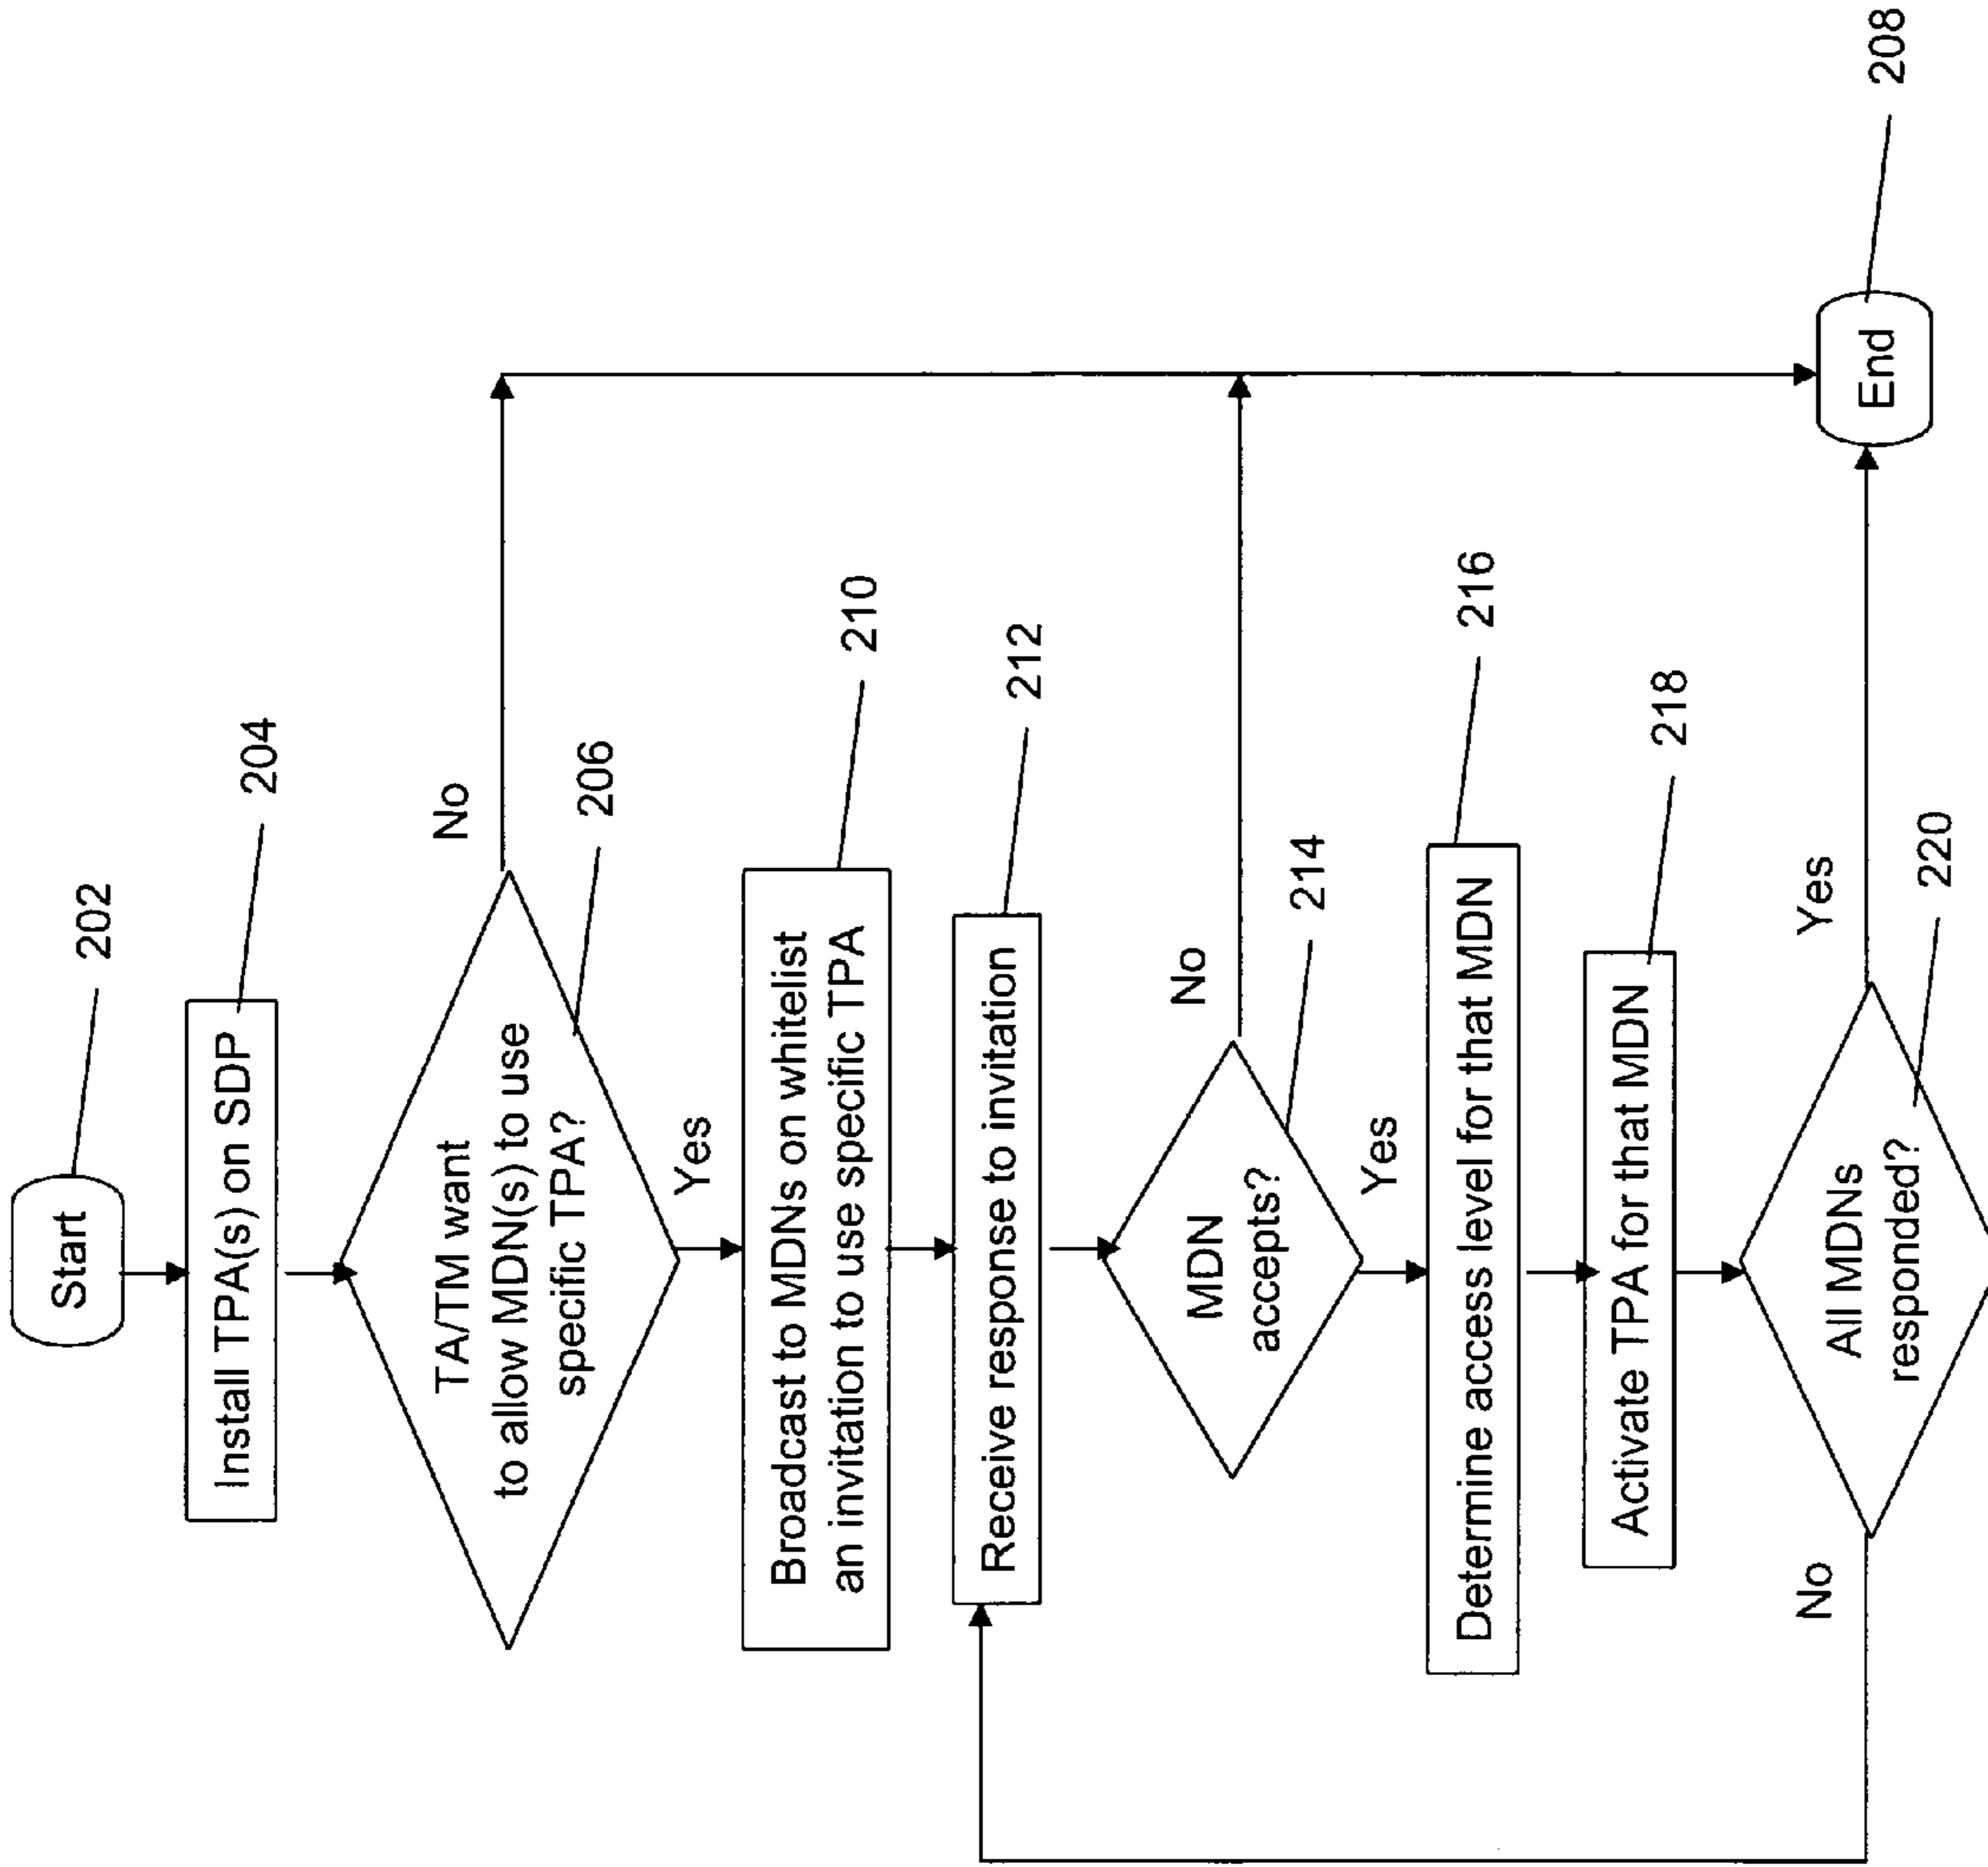 Start
202
Install TPA(s) on SDP
204
TA/TM want
to allow MDN(s) to use
specific TPA?
206
No
Yes
Broadcast to MDNs on whitelist
an invitation to use specific TPA
210
Receive response to invitation
212
MDN
accepts?
214
No
Yes
Determine access level for that MDN
216
Activate TPA for that MDN
218
All MDNs
responded?
220
No
Yes
End
208